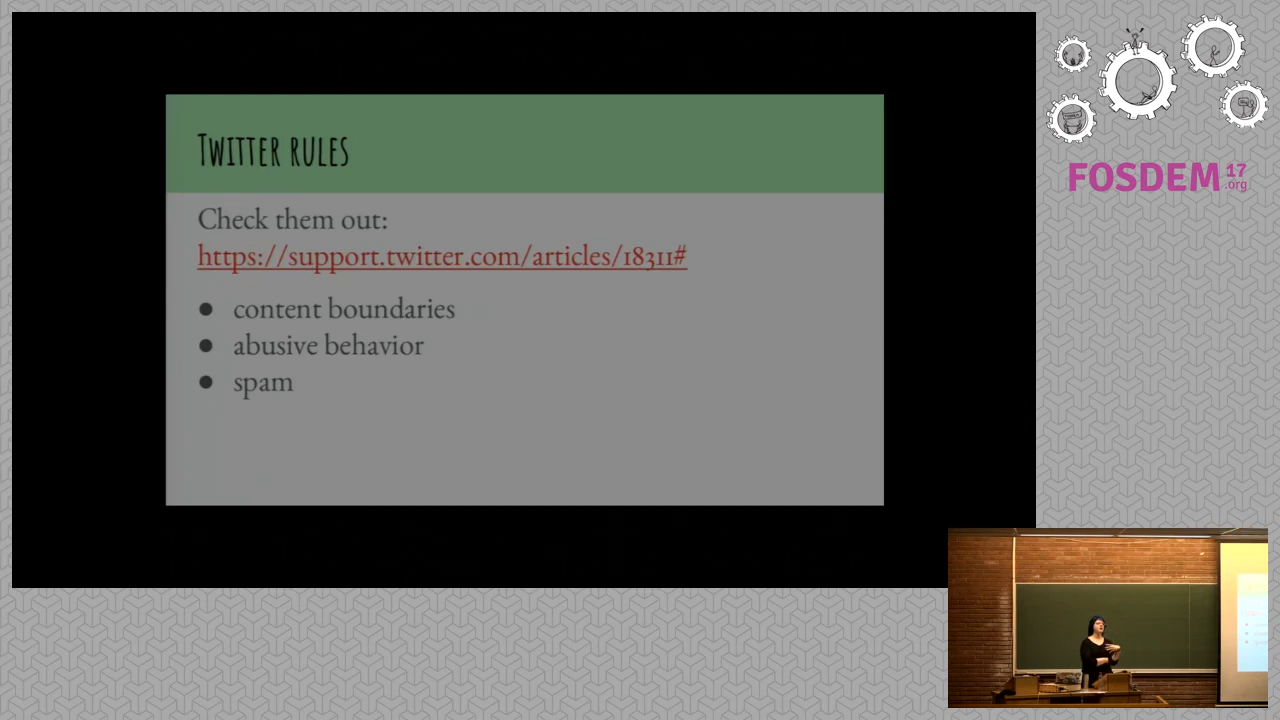 Twitter rules
Check them out:
https://support.twitter.com/articles/18311#
● content boundaries
● abusive behavior
● spam
FOSDEM 17
.org